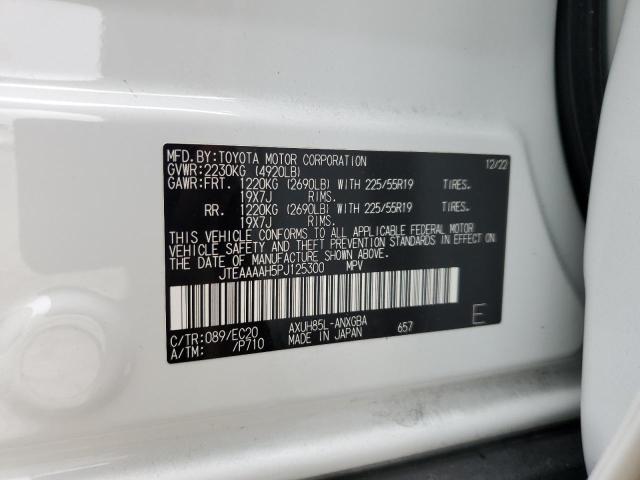 MFD.BY:TOYOTA MOTOR CORPORATION 12/22
GVWR:2230KG (4920LB)
GAWR:FRT. 1220KG (2690LB) WITH 225/55R19 TIRES.
19X7J RIMS.
RR. 1220KG (2690LB) WITH 225/55R19 TIRES.
19X7J RIMS.
THIS VEHICLE CONFORMS TO ALL APPLICABLE FEDERAL MOTOR
VEHICLE SAFETY AND THEFT PREVENTION STANDARDS IN EFFECT ON
THE DATE OF MANUFACTURE SHOWN ABOVE.
JTEAAAAH5PJ125300 MPV
C/TR:089/EC20 AXUH85L-ANXGBA 657 E
A/TM: /P710 MADE IN JAPAN